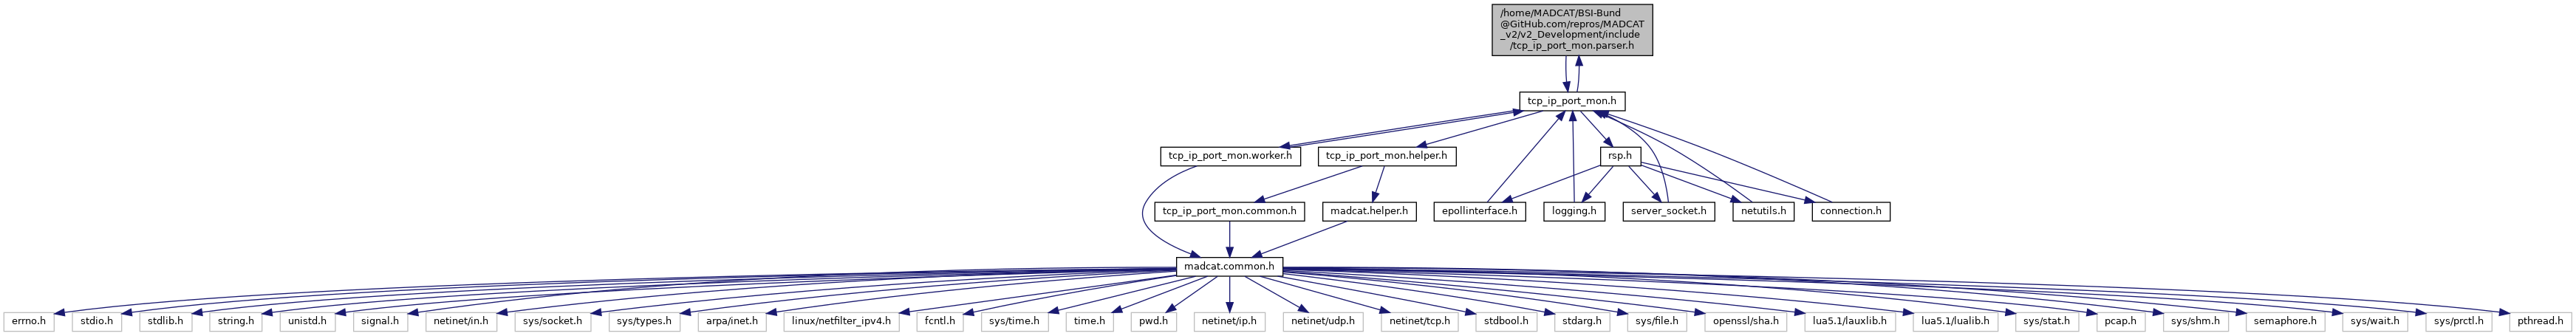 /home/MADCAT/BSI-Bund
@GitHub.com/repros/MADCAT
_v2/v2_Development/include
/tcp_ip_port_mon.parser.h
tcp_ip_port_mon.h
tcp_ip_port_mon.worker.h
tcp_ip_port_mon.helper.h
rsp.h
tcp_ip_port_mon.common.h
madcat.helper.h
epollinterface.h
logging.h
server_socket.h
netutils.h
connection.h
madcat.common.h
errno.h
stdio.h
stdlib.h
string.h
unistd.h
signal.h
netinet/in.h
sys/socket.h
sys/types.h
arpa/inet.h
linux/netfilter_ipv4.h
fcntl.h
sys/time.h
time.h
pwd.h
netinet/ip.h
netinet/udp.h
netinet/tcp.h
stdbool.h
stdarg.h
sys/file.h
openssl/sha.h
lua5.1/lauxlib.h
lua5.1/lualib.h
sys/stat.h
pcap.h
sys/shm.h
semaphore.h
sys/wait.h
sys/prctl.h
pthread.h